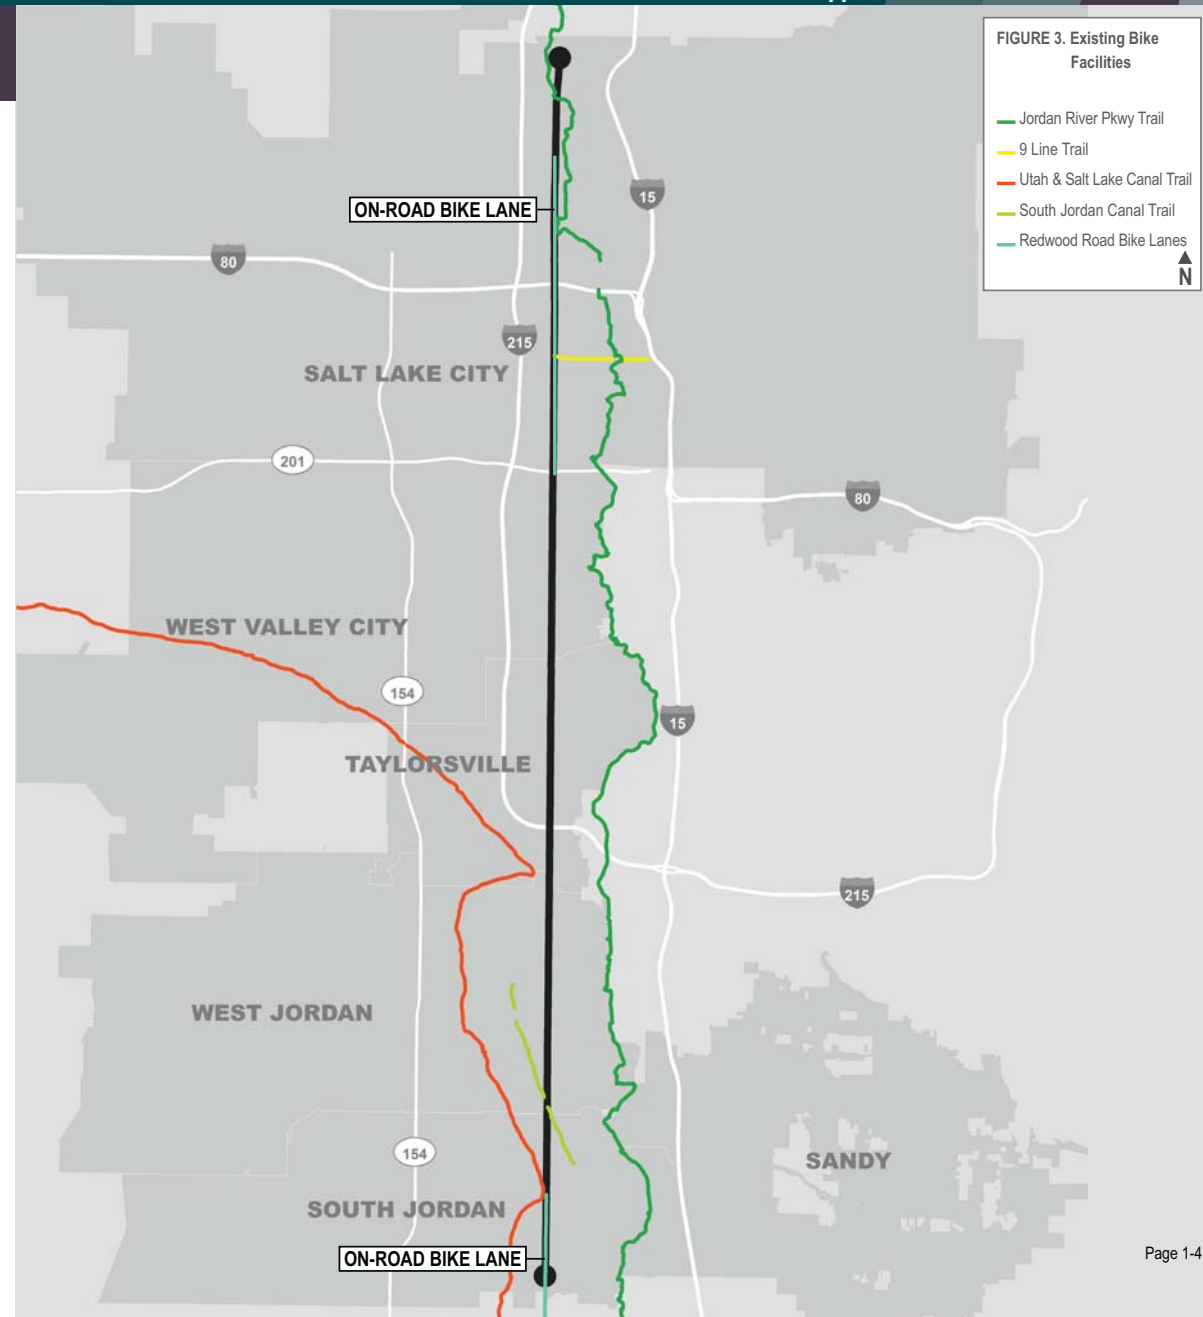 FIGURE 3. Existing Bike
Facilities
Jordan River Pkwy Trail
9 Line Trail
Utah & Salt Lake Canal Trail
South Jordan Canal Trail
Redwood Road Bike Lanes
N
ON-ROAD BIKE LANE
15
80
215
SALT LAKE CITY
201
80
WEST VALLEY CITY
154
15
TAYLORSVILLE
215
WEST JORDAN
154
SANDY
SOUTH JORDAN
ON-ROAD BIKE LANE
Page 1-4